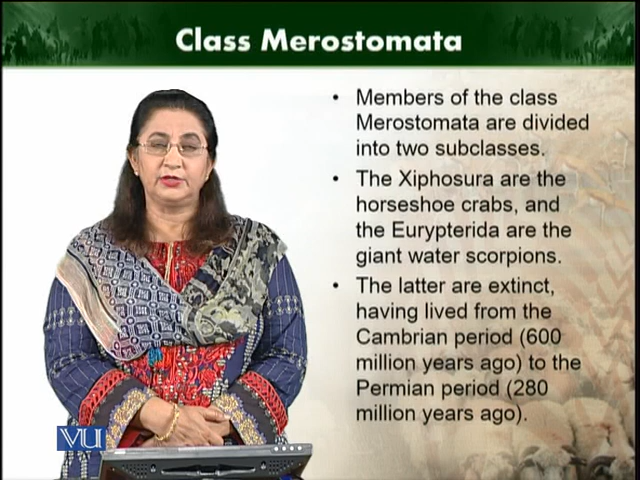 Class Merostomata
• Members of the class
Merostomata are divided
into two subclasses.
• The Xiphosura are the
horseshoe crabs, and
the Eurypterida are the
giant water scorpions.
• The latter are extinct,
having lived from the
Cambrian period (600
million years ago) to the
Permian period (280
million years ago).
VU